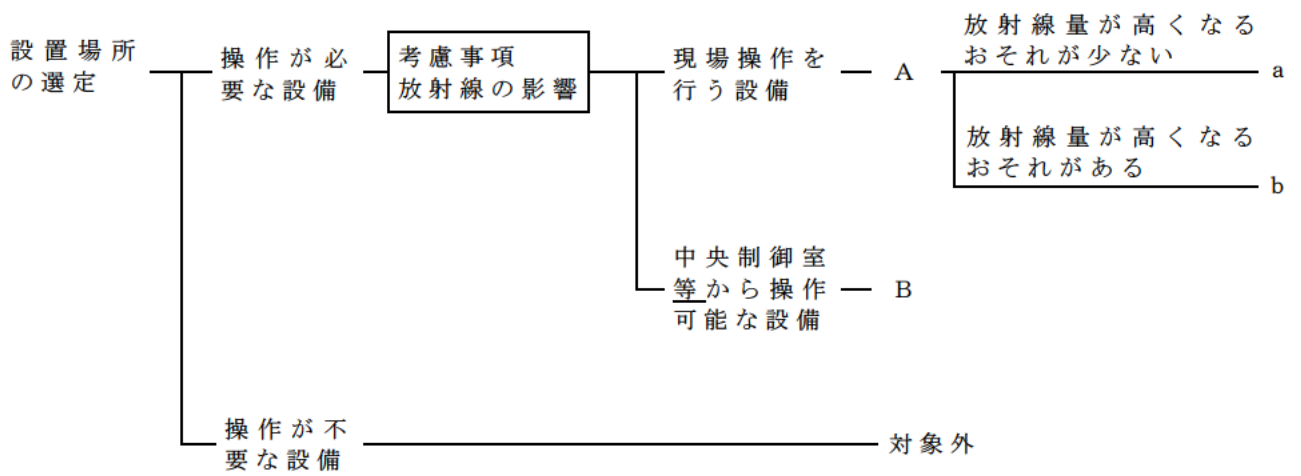 設置場所
の選定
操作が必
要な設備
考慮事項
放射線の影響
現場操作を
行う設備
A
放射線量が高くなる
おそれが少ない
a
放射線量が高くなる
おそれがある
b
中央制御室
等から操作
可能な設備
B
操作が不
要な設備
対象外